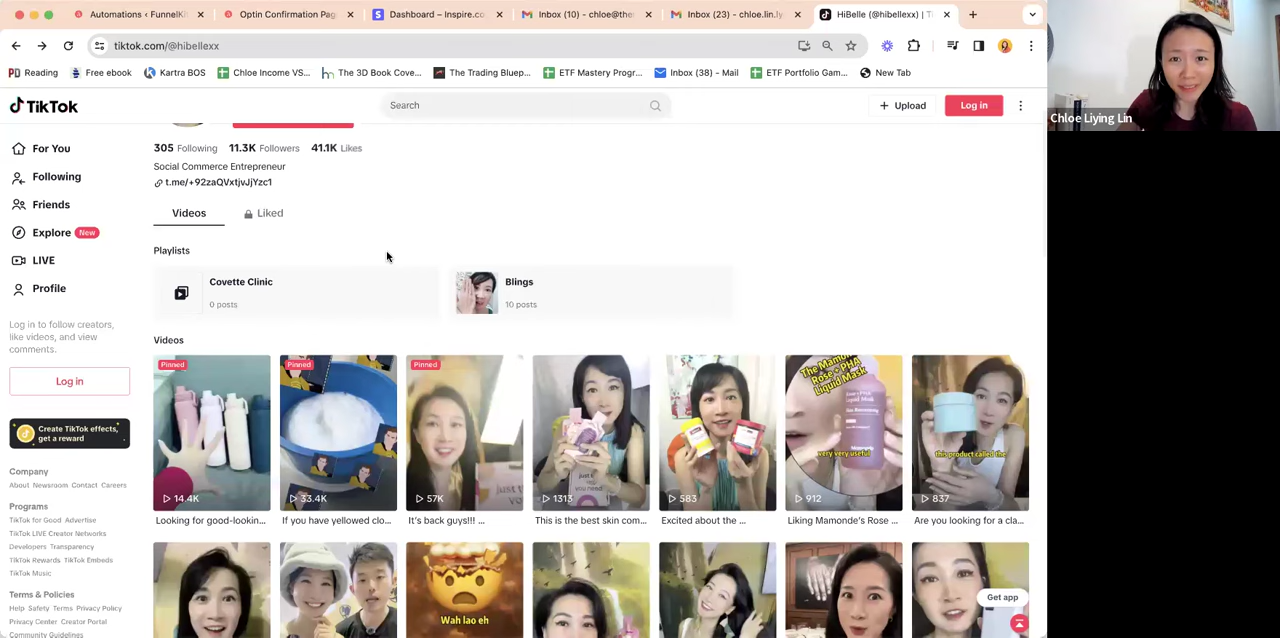 Automations ‹ FunnelKi
Optin Confirmation Pag
Dashboard – Inspire.co
Inbox (10) - chloe@the
Inbox (23) - chloe.lin.ly
HiBelle (@hibellexx) | Ti
tiktok.com/@hibellexx
Reading
Free ebook
Kartra BOS
Chloe Income VS...
The 3D Book Cove...
The Trading Bluep...
ETF Mastery Progr...
Inbox (38) - Mail
ETF Portfolio Gam...
New Tab
Chloe Liying Lin
TikTok
Search
Upload
Log in
For You
Following
Friends
Explore New
LIVE
Profile
Log in to follow creators,
like videos, and view
comments.
Log in
Create TikTok effects,
get a reward
Company
About Newsroom Contact Careers
Programs
TikTok for Good Advertise
TikTok LIVE Creator Networks
Developers Transparency
TikTok Rewards TikTok Embeds
TikTok Music
Terms & Policies
Help Safety Terms Privacy Policy
Privacy Center Creator Portal
Community Guidelines
305 Following 11.3K Followers 41.1K Likes
Social Commerce Entrepreneur
t.me/+92zaQVxtjvJjYzc1
Videos
Liked
Playlists
Covette Clinic
0 posts
Blings
10 posts
Videos
Pinned
14.4K
Looking for good-lookin...
Pinned
33.4K
If you have yellowed clo...
Pinned
57K
It's back guys!!! ...
1313
This is the best skin com...
583
Excited about the ...
The Mamon
Rose + PHA
Liquid Mask
very very useful
912
Liking Mamonde's Rose ...
this product called the
837
Are you looking for a cla...
Wah lao eh
Get app